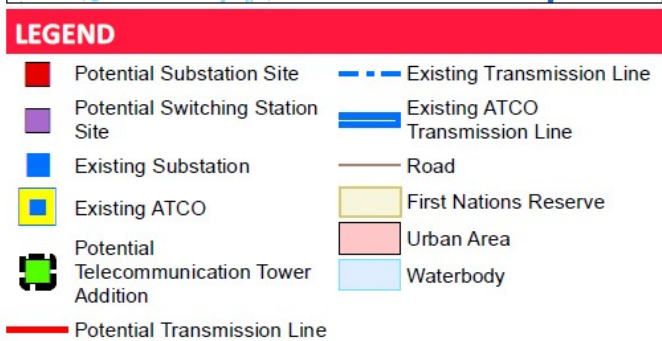 LEGEND
Potential Substation Site
Potential Switching Station
Site
Existing Substation
Existing ATCO
Potential
Telecommunication Tower
Addition
Potential Transmission Line
Existing Transmission Line
Existing ATCO
Transmission Line
Road
First Nations Reserve
Urban Area
Waterbody